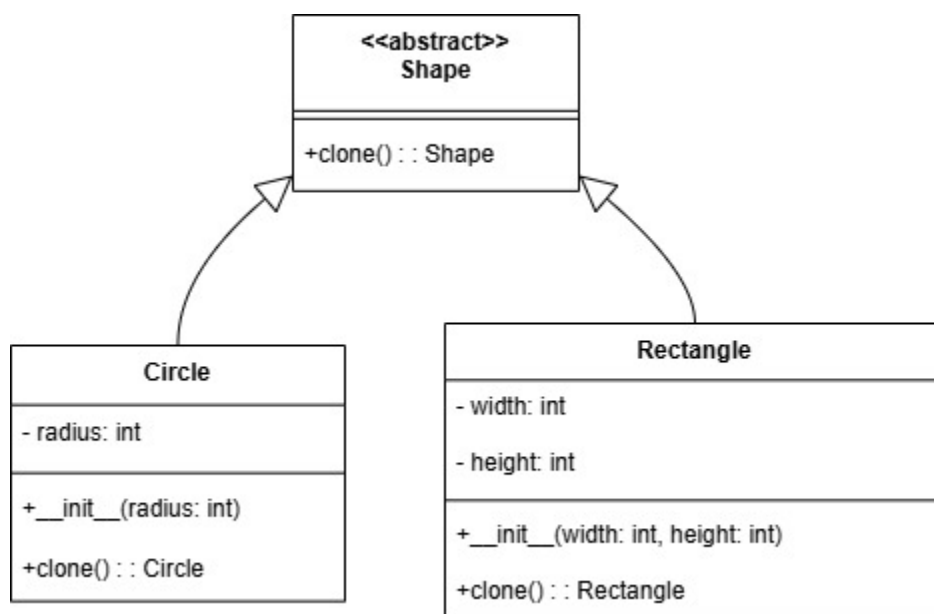 <<abstract>>
Shape
+clone() : : Shape
Circle
- radius: int
+__init__(radius: int)
+clone() : : Circle
Rectangle
- width: int
- height: int
+__init__(width: int, height: int)
+clone() : : Rectangle